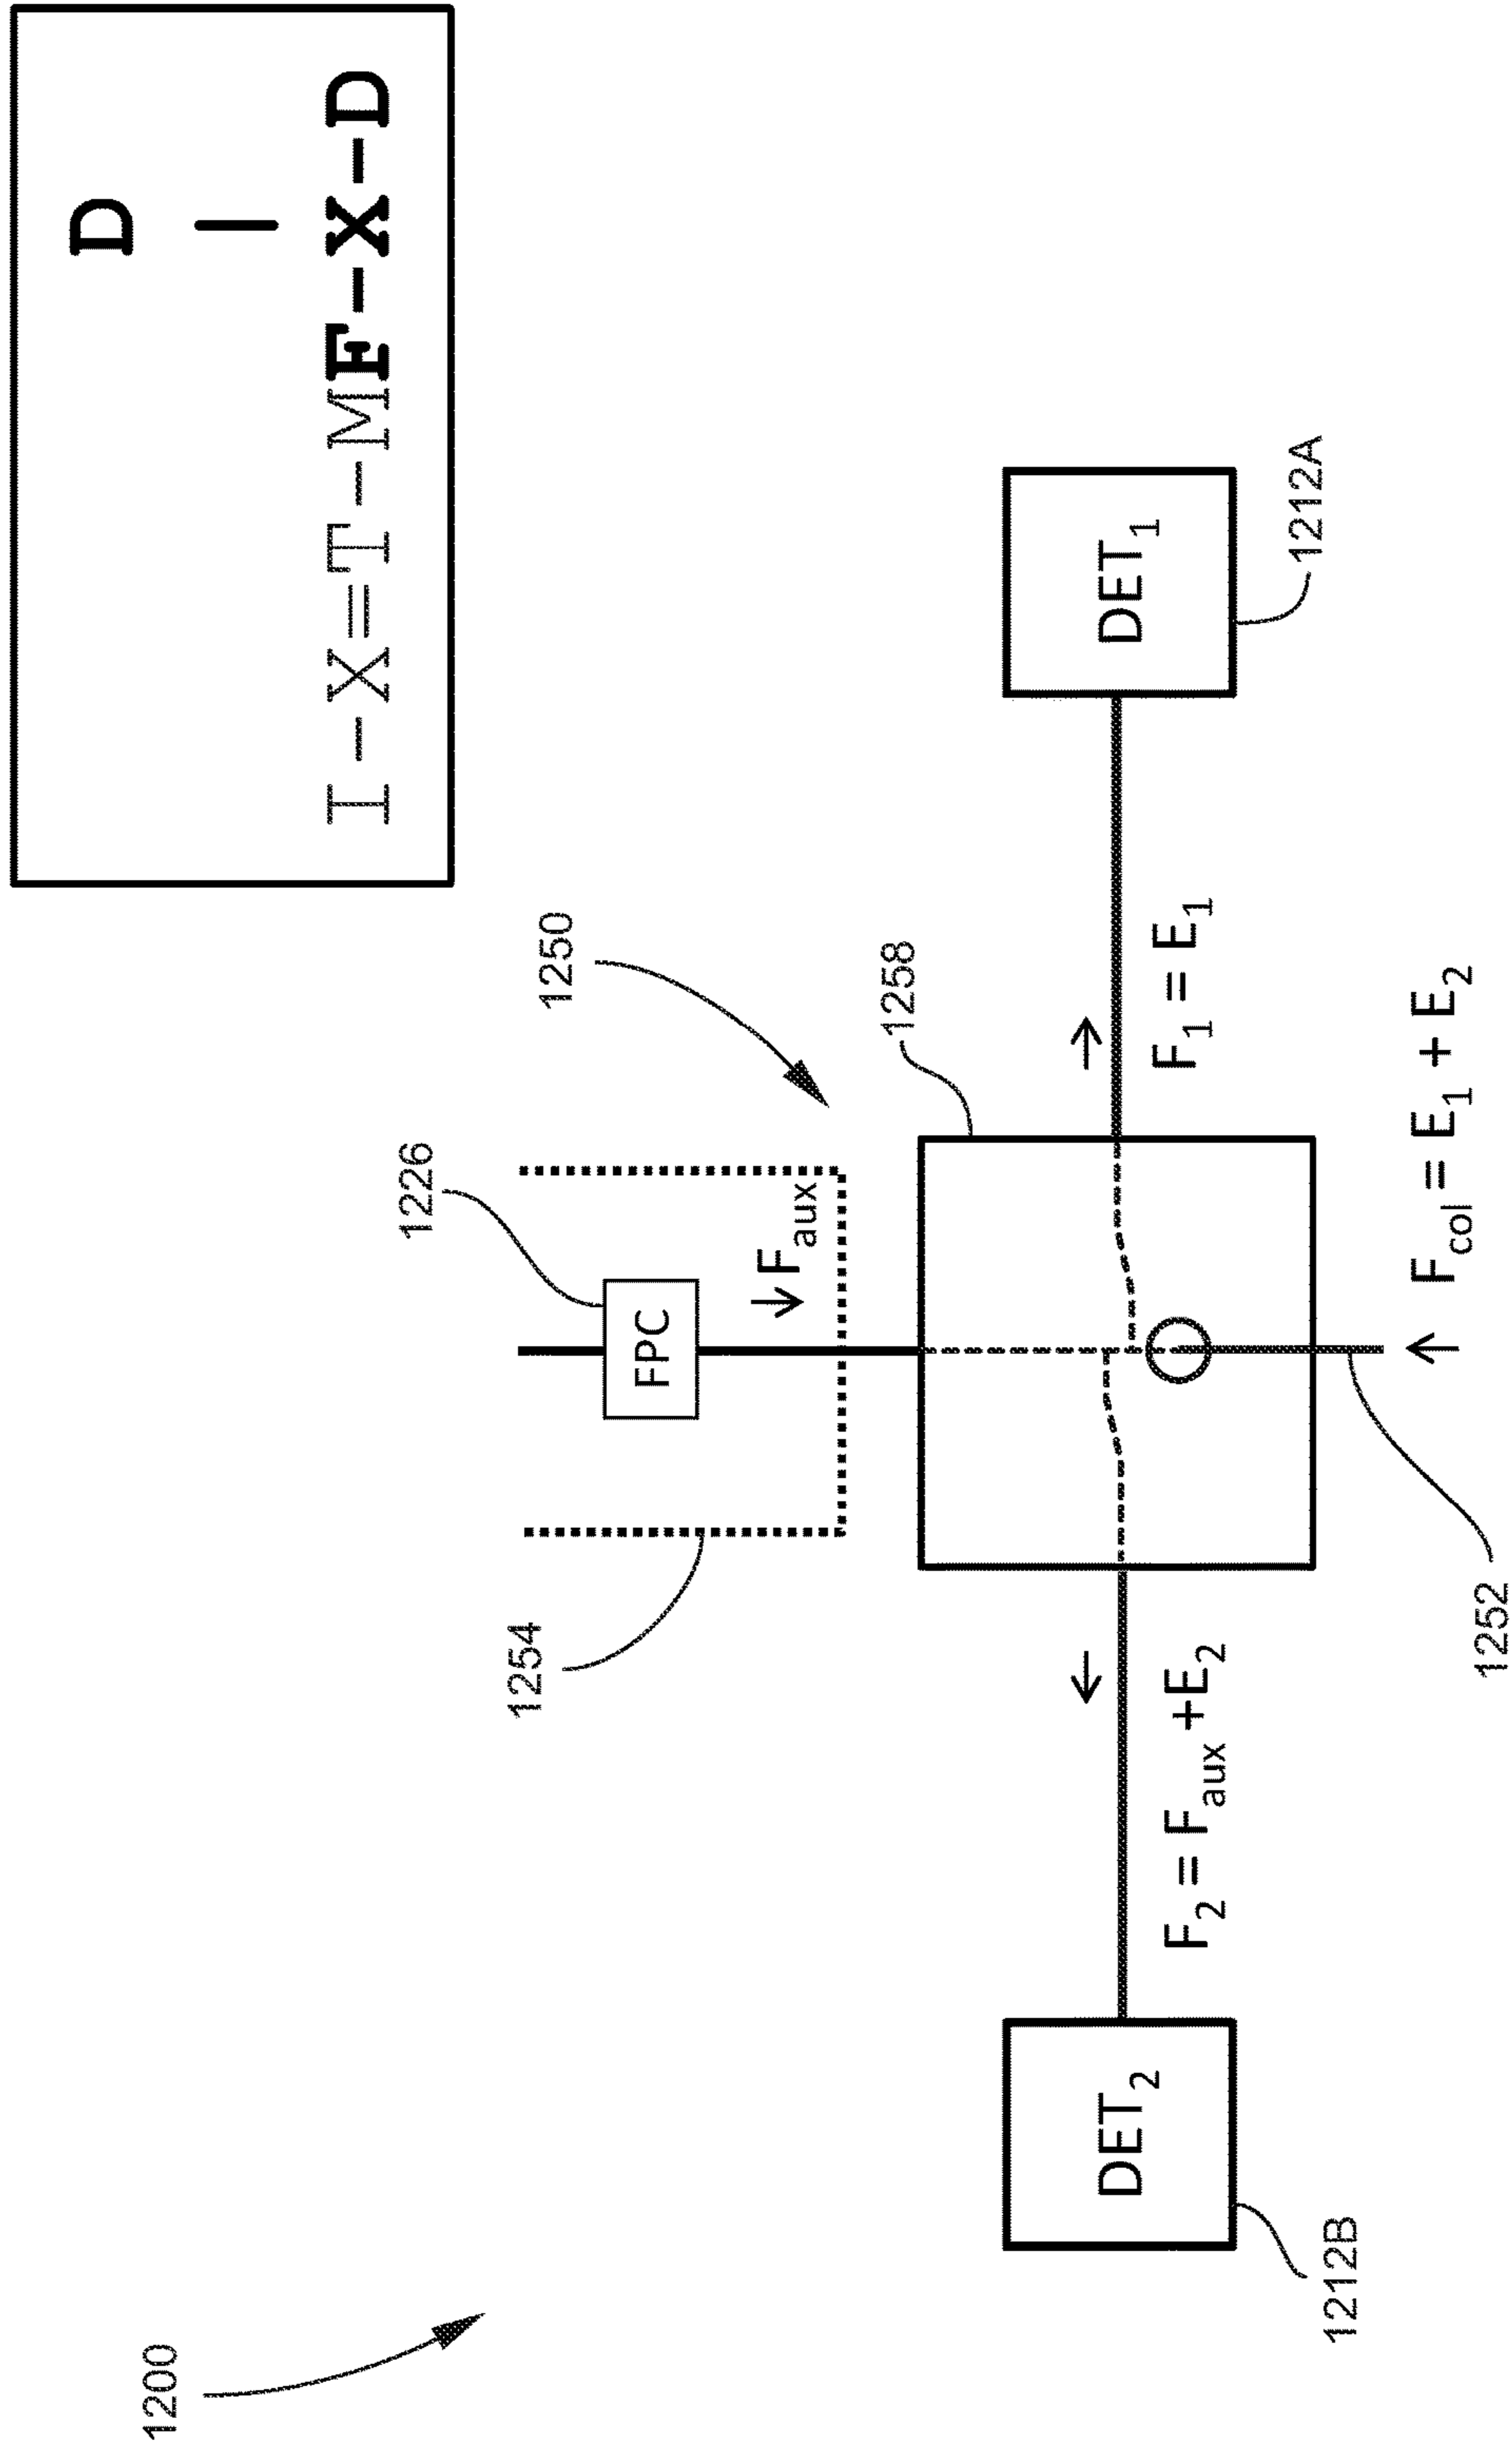 D
|
I-X=T-MF-X-D
1200
1226
1254
1250
FPC
F_aux
1258
DET_2
DET_1
F_2 = F_aux+E_2
F_1 = E_1
1212B
1212A
F_col = E_1 + E_2
1252